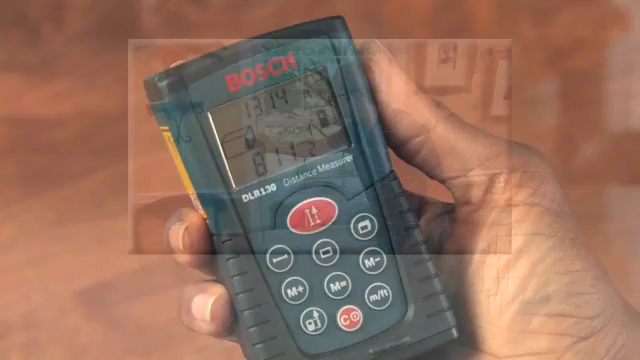 BOSCH
DLR130 Distance Measurer
M-
M+ M= m/ft
C